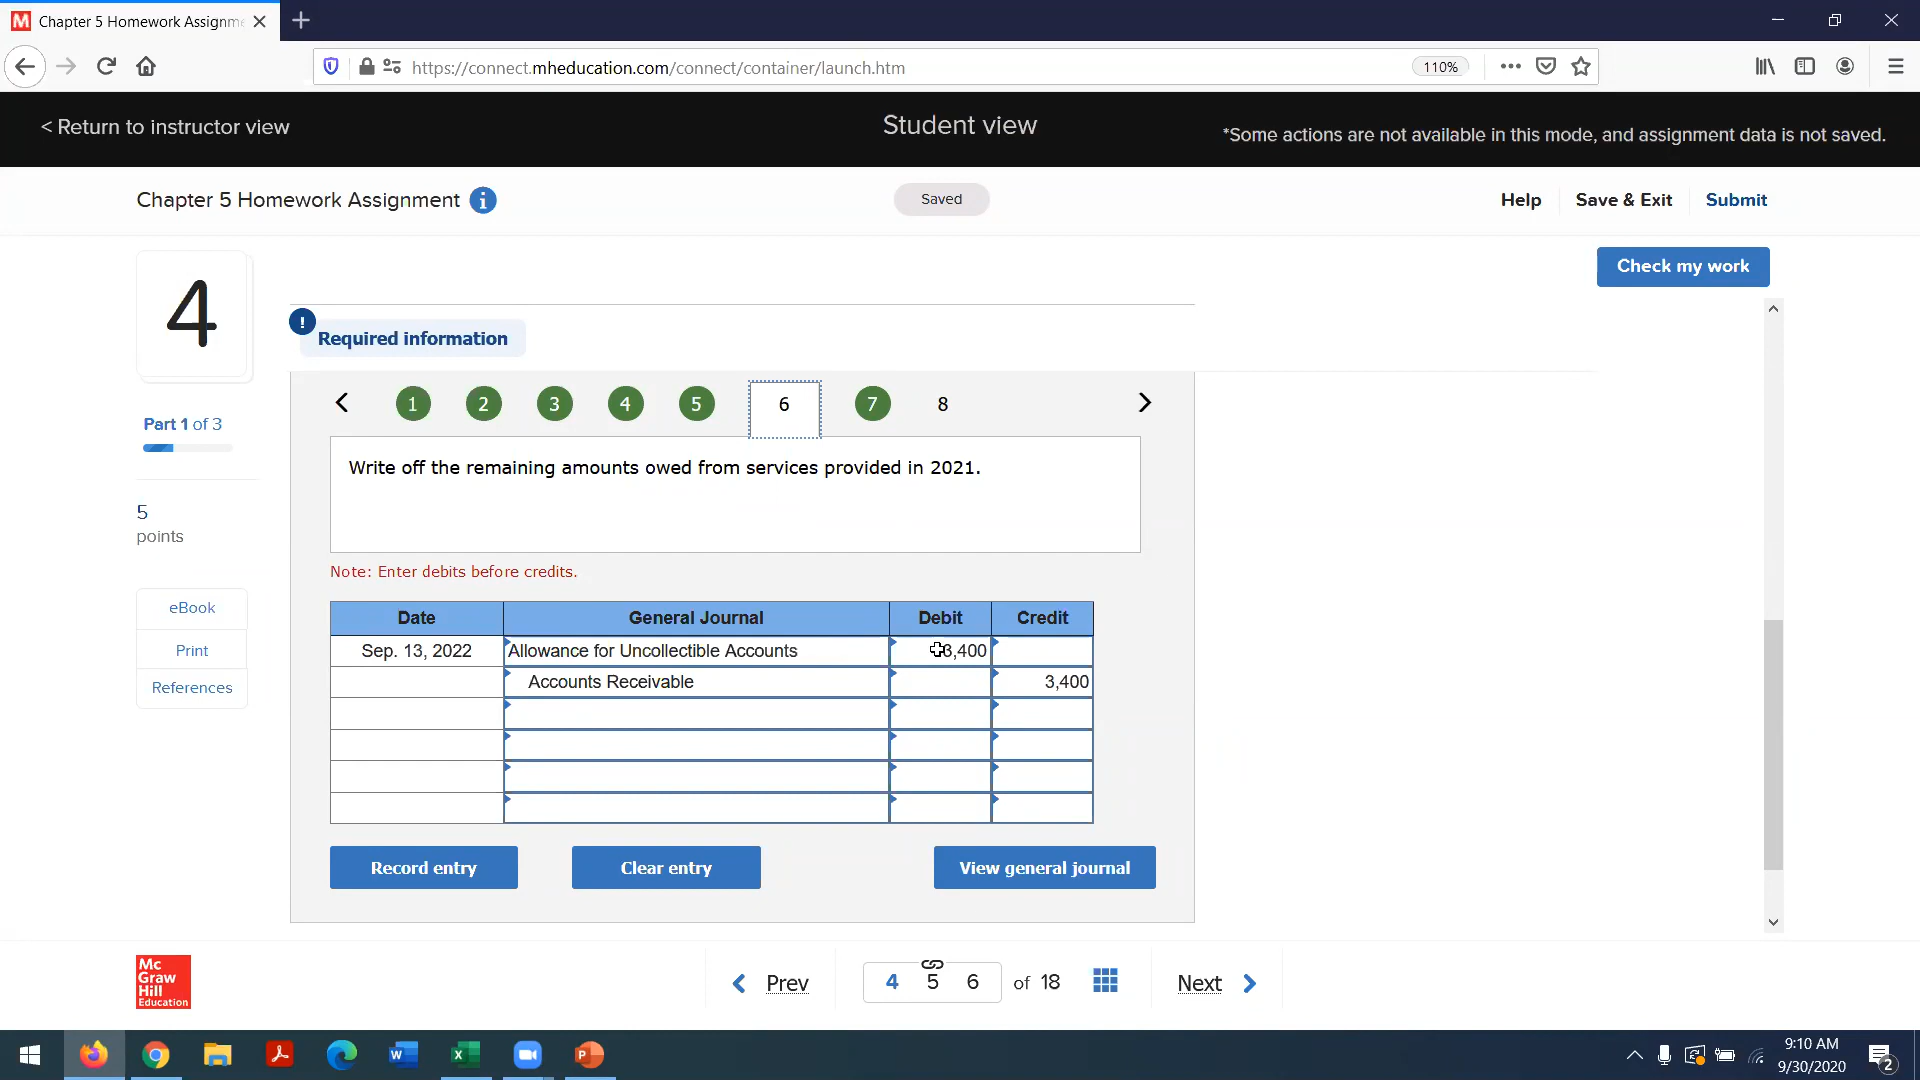 Chapter 5 Homework Assignm
https://connect.mheducation.com/connect/container/launch.htm
110%
< Return to instructor view
Student view
*Some actions are not available in this mode, and assignment data is not saved.
Chapter 5 Homework Assignment
Saved
Help
Save & Exit
Submit
Check my work
4
! Required information
Part 1 of 3
1 2 3 4 5 6 7 8
Write off the remaining amounts owed from services provided in 2021.
5
points
Note: Enter debits before credits.
eBook
Print
References
Date General Journal Debit Credit
Sep. 13, 2022 Allowance for Uncollectible Accounts 3,400
Accounts Receivable 3,400
Record entry
Clear entry
View general journal
Mc
Graw
Hill
Education
Prev
4 5 6 of 18
Next
9:10 AM
9/30/2020
2